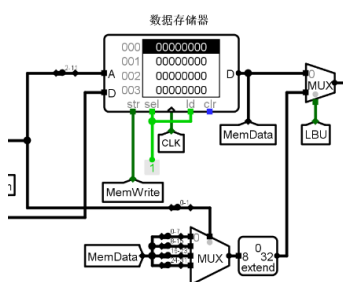 数据存储器
000 00000000
001 00000000
002 00000000
003 00000000
A
D
D
str sel ld clr
1
CLK
MemWrite
MemData
0
MUX
LBU
MemData
0
MUX
0
8 32
extend